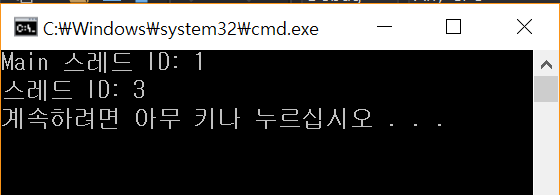 C:₩Windows₩system32₩cmd.exe
Main 스레드 ID: 1
스레드 ID: 3
계속하려면 아무 키나 누르십시오 . . .